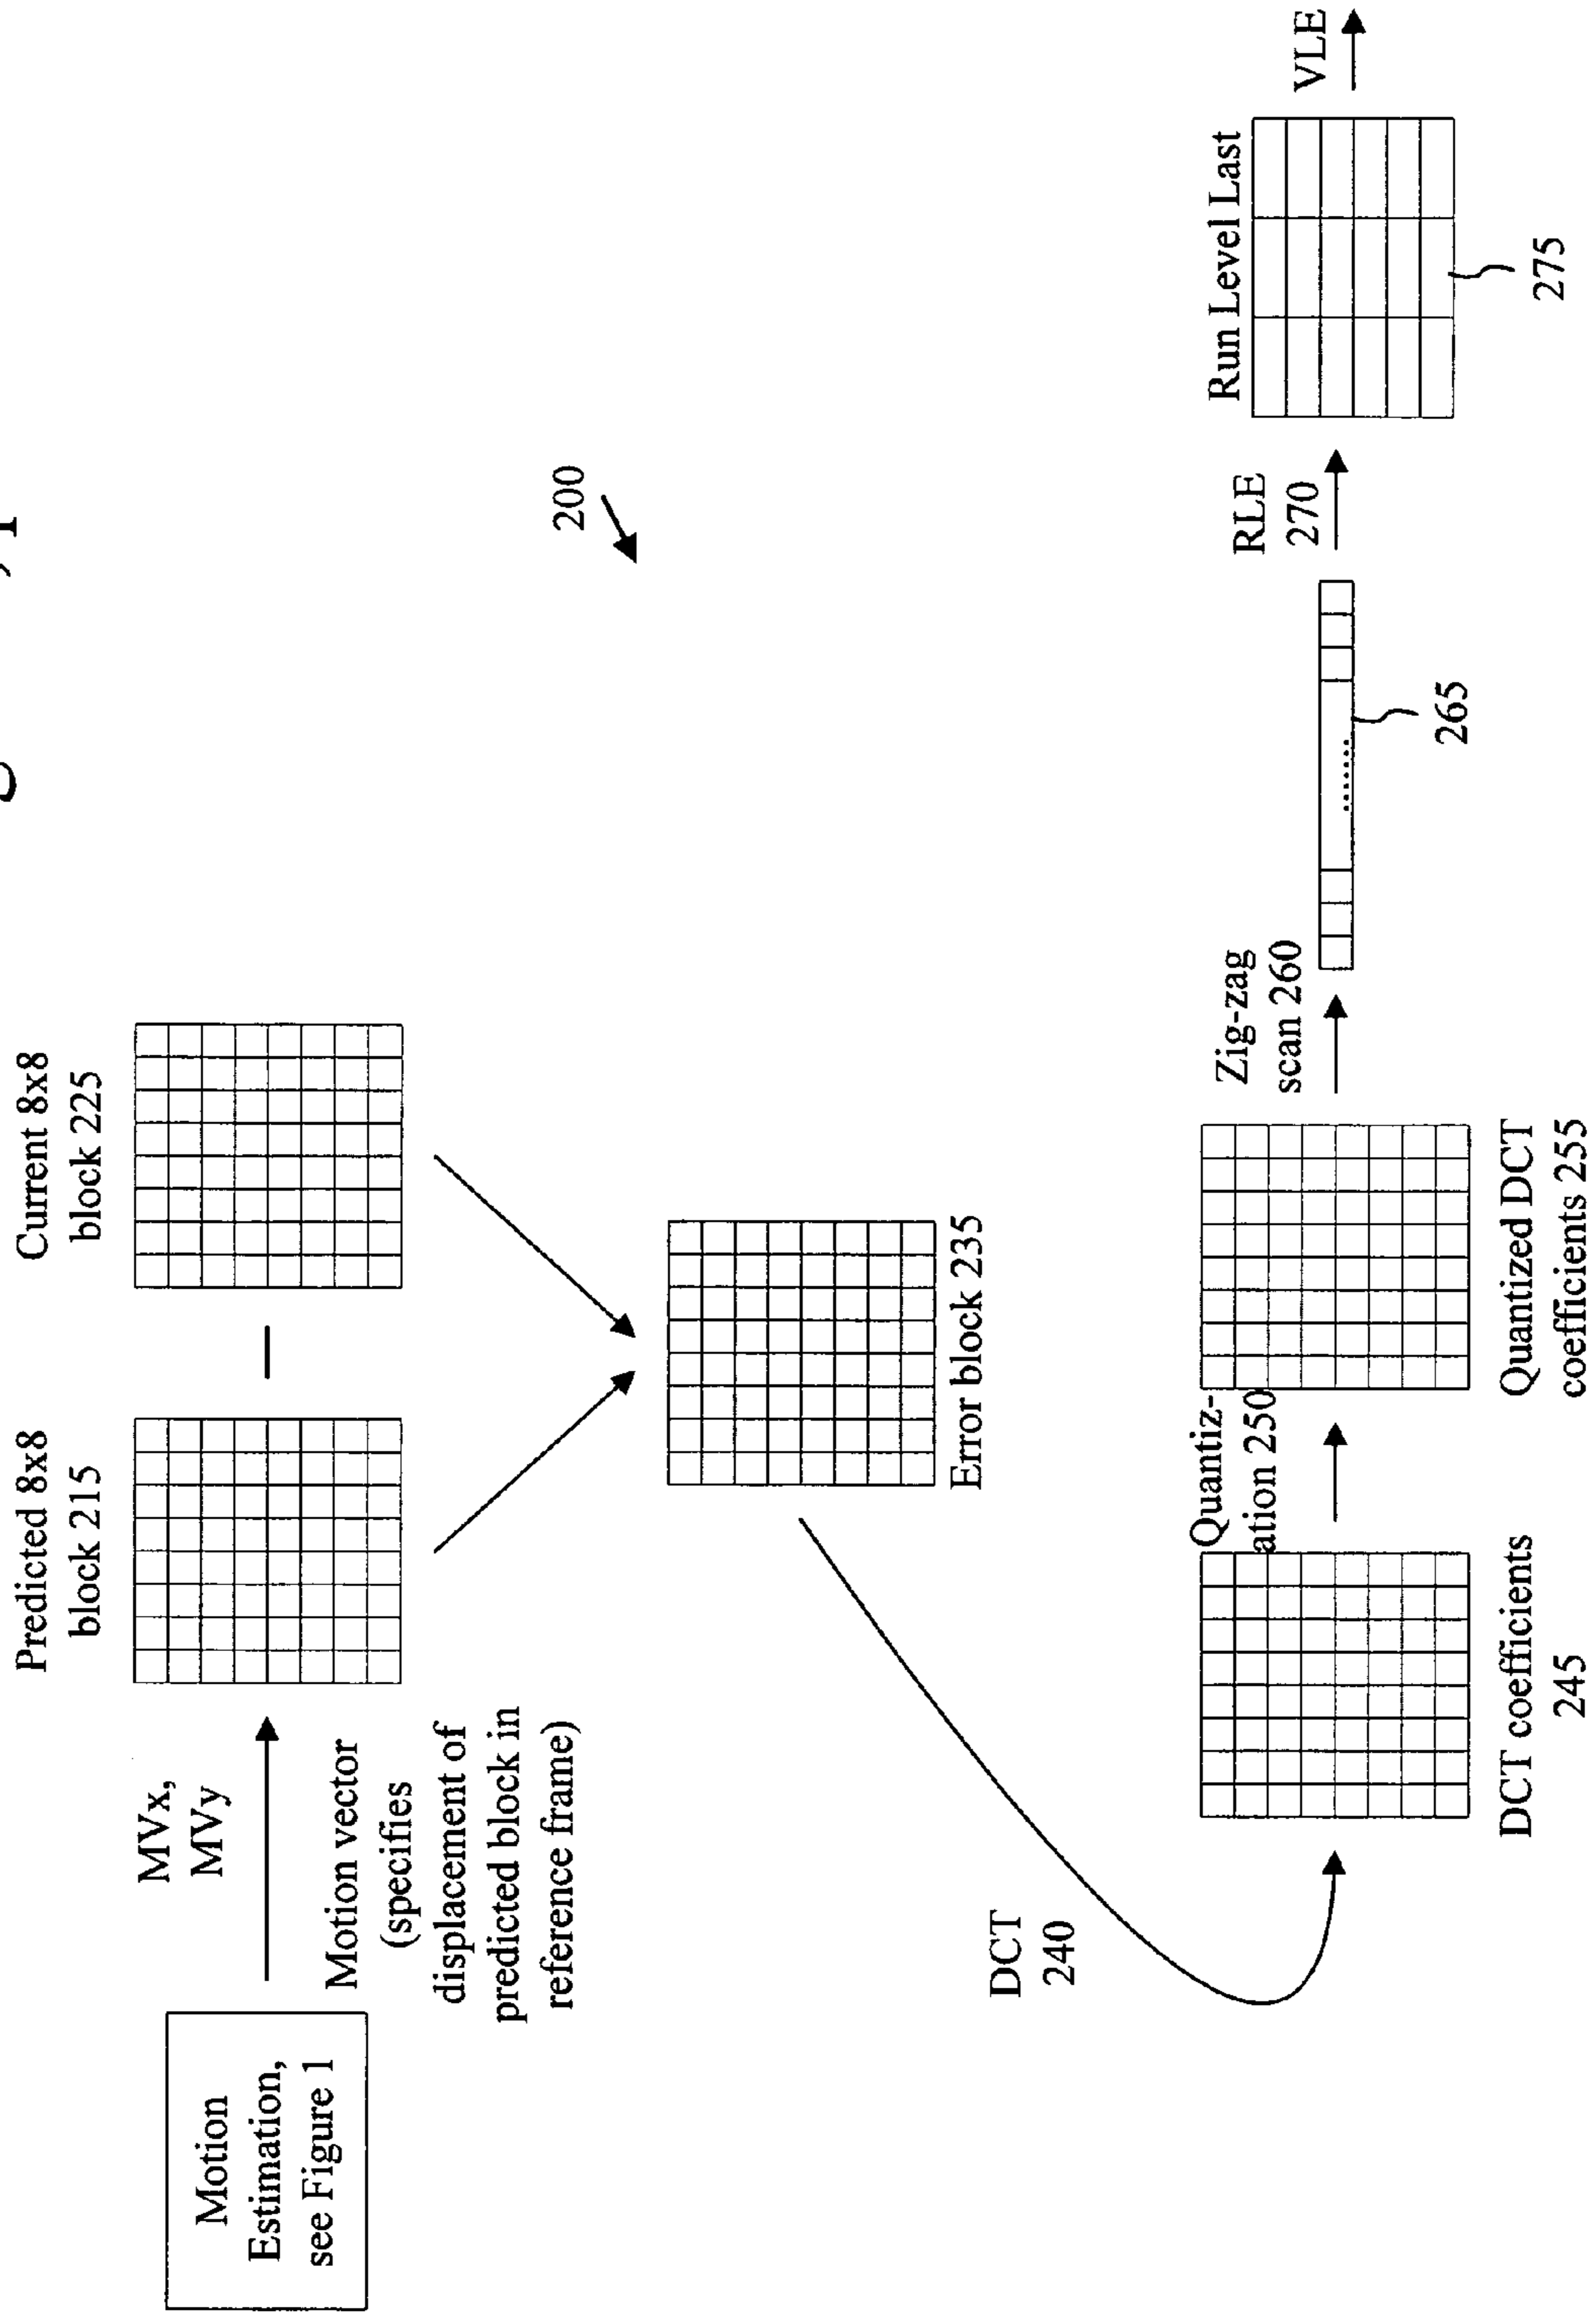 Motion
Estimation,
see Figure 1
MVx,
MVy
Motion vector
(specifies
displacement of
predicted block in
reference frame)
Predicted 8x8
block 215
Current 8x8
block 225
200
Error block 235
DCT
240
DCT coefficients
245
Quantiz-
ation 250
Quantized DCT
coefficients 255
Zig-zag
scan 260
.......
265
RLE
270
Run Level Last
275
VLE